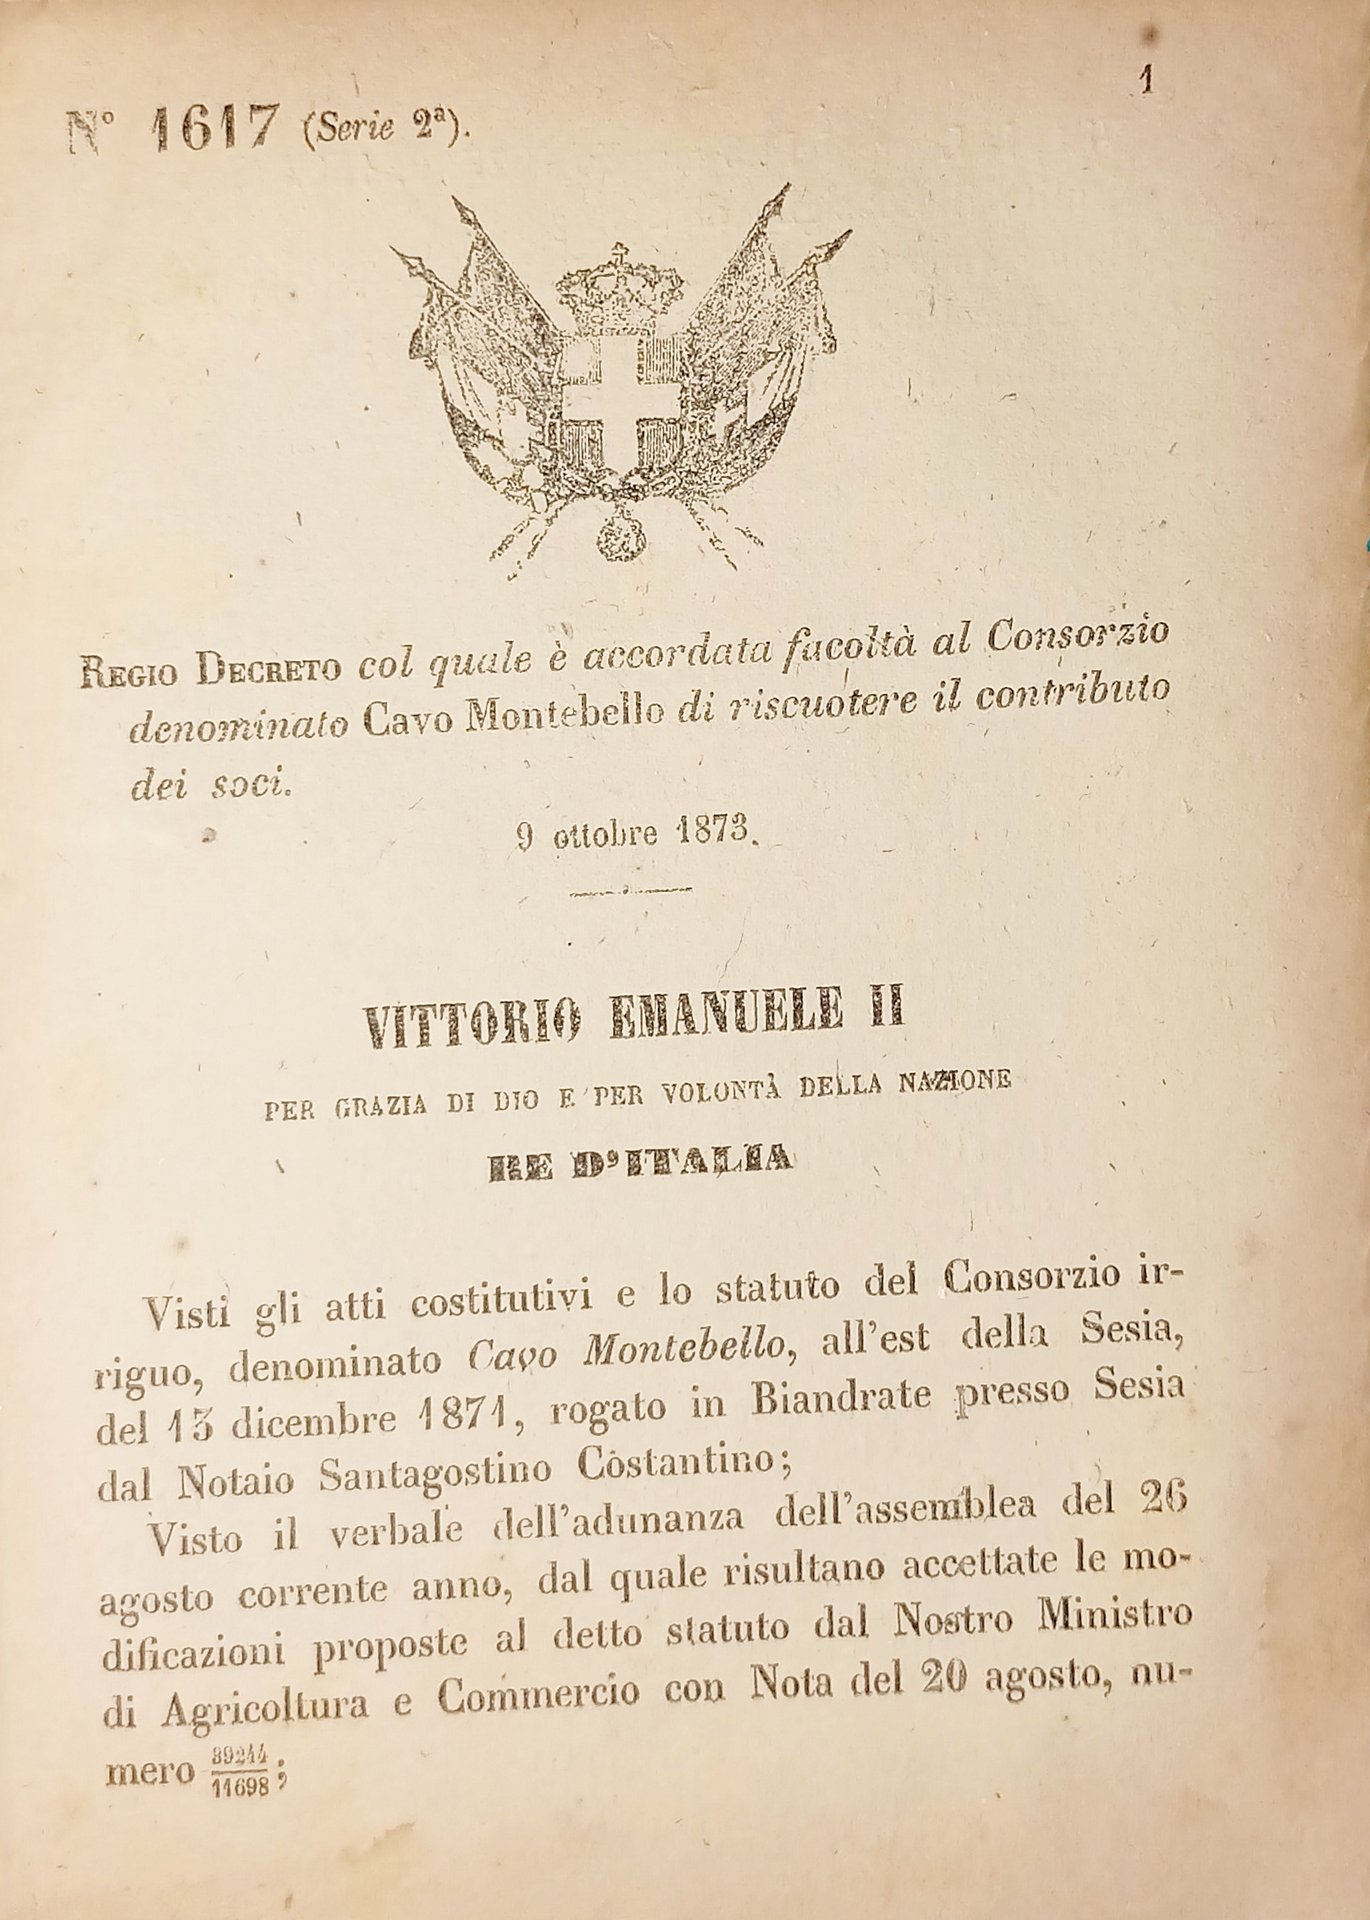 1
N° 1617 (Serie 2ª).
REGIO DECRETO col quale è accordata facoltà al Consorzio
denominato Cavo Montebello di riscuotere il contributo
dei soci.
9 ottobre 1873.
VITTORIO EMANUELE II
PER GRAZIA DI DIO E PER VOLONTÀ DELLA NAZIONE
RE D'ITALIA
Visti gli atti costitutivi e lo statuto del Consorzio ir-
riguo, denominato Cavo Montebello, all'est della Sesia,
del 13 dicembre 1871, rogato in Biandrate presso Sesia
dal Notaio Santagostino Costantino;
Visto il verbale dell'adunanza dell'assemblea del 26
agosto corrente anno, dal quale risultano accettate le mo-
dificazioni proposte al detto statuto dal Nostro Ministro
di Agricoltura e Commercio con Nota del 20 agosto, nu-
mero 39244/11698;